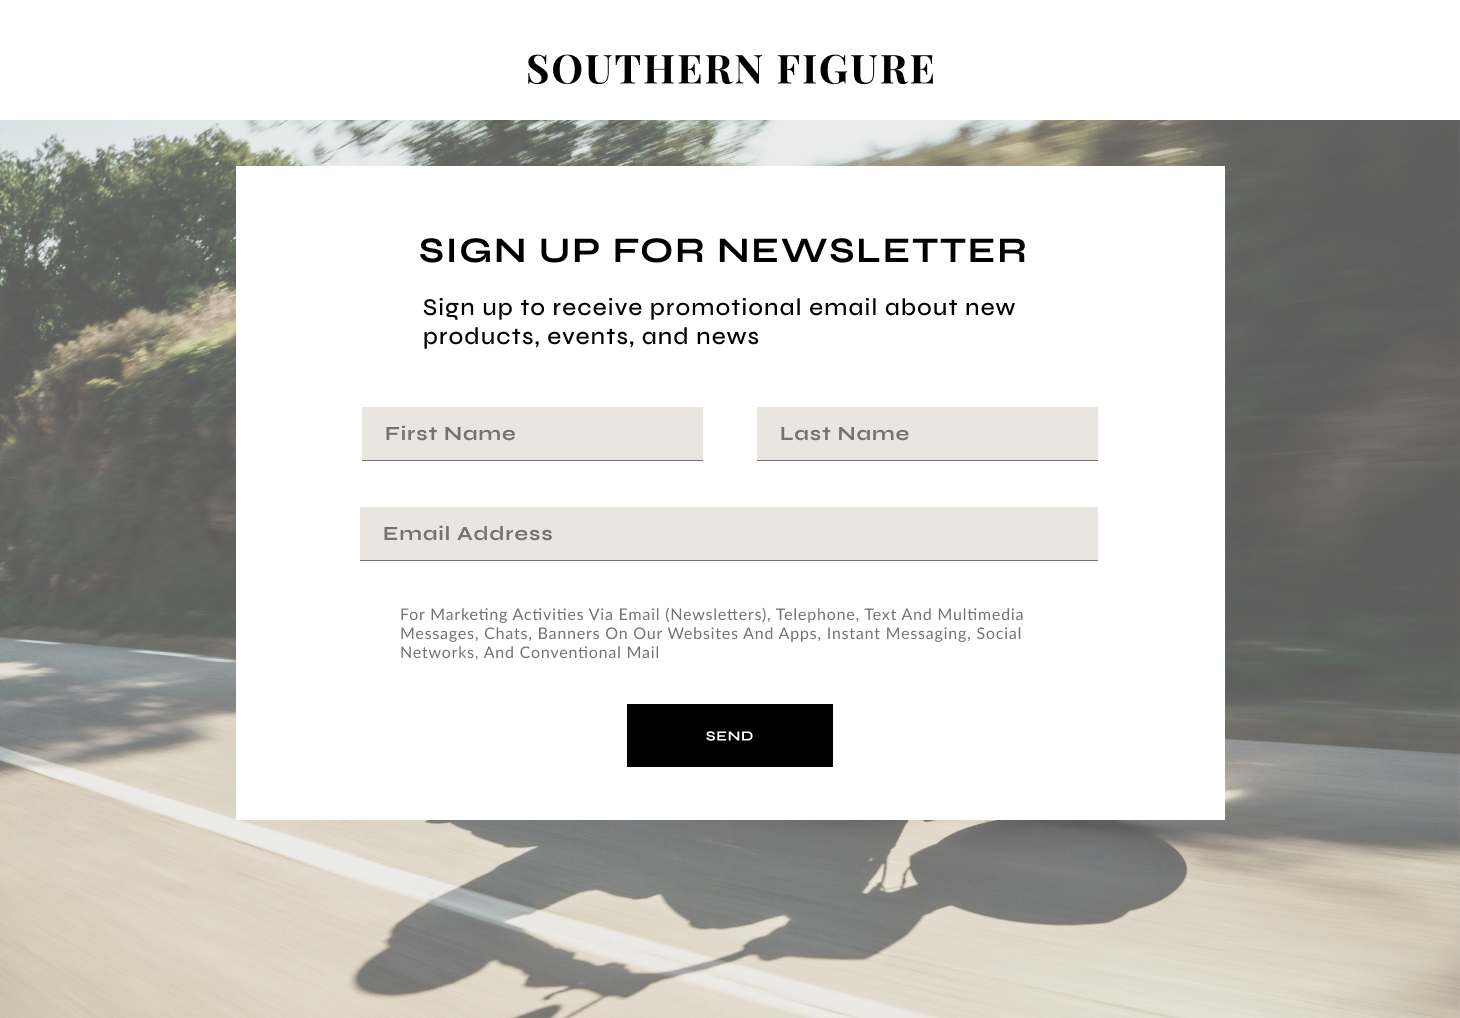 SOUTHERN FIGURE
SIGN UP FOR NEWSLETTER
Sign up to receive promotional email about new
products, events, and news
First Name
Last Name
Email Address
For Marketing Activities Via Email (Newsletters), Telephone, Text And Multimedia
Messages, Chats, Banners On Our Websites And Apps, Instant Messaging, Social
Networks, And Conventional Mail
SEND